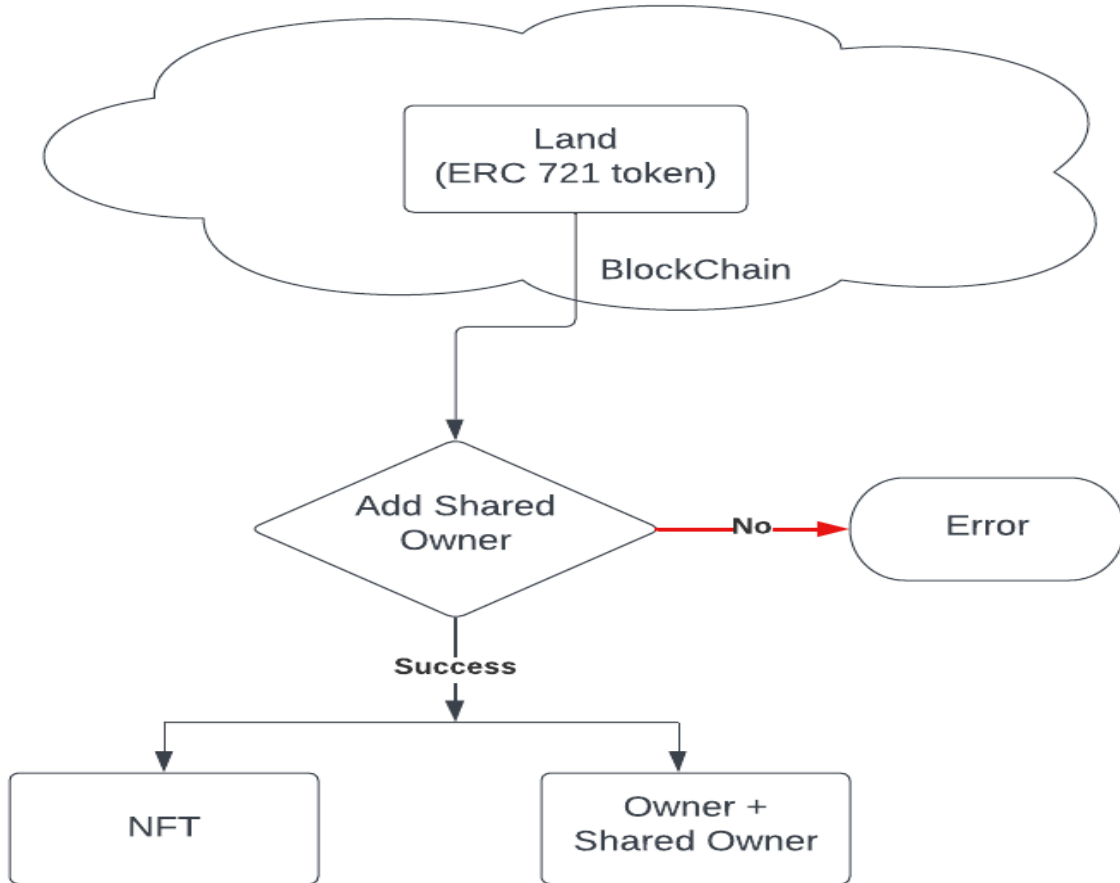 Land
(ERC 721 token)
BlockChain
Add Shared
Owner
No
Error
Success
NFT
Owner +
Shared Owner